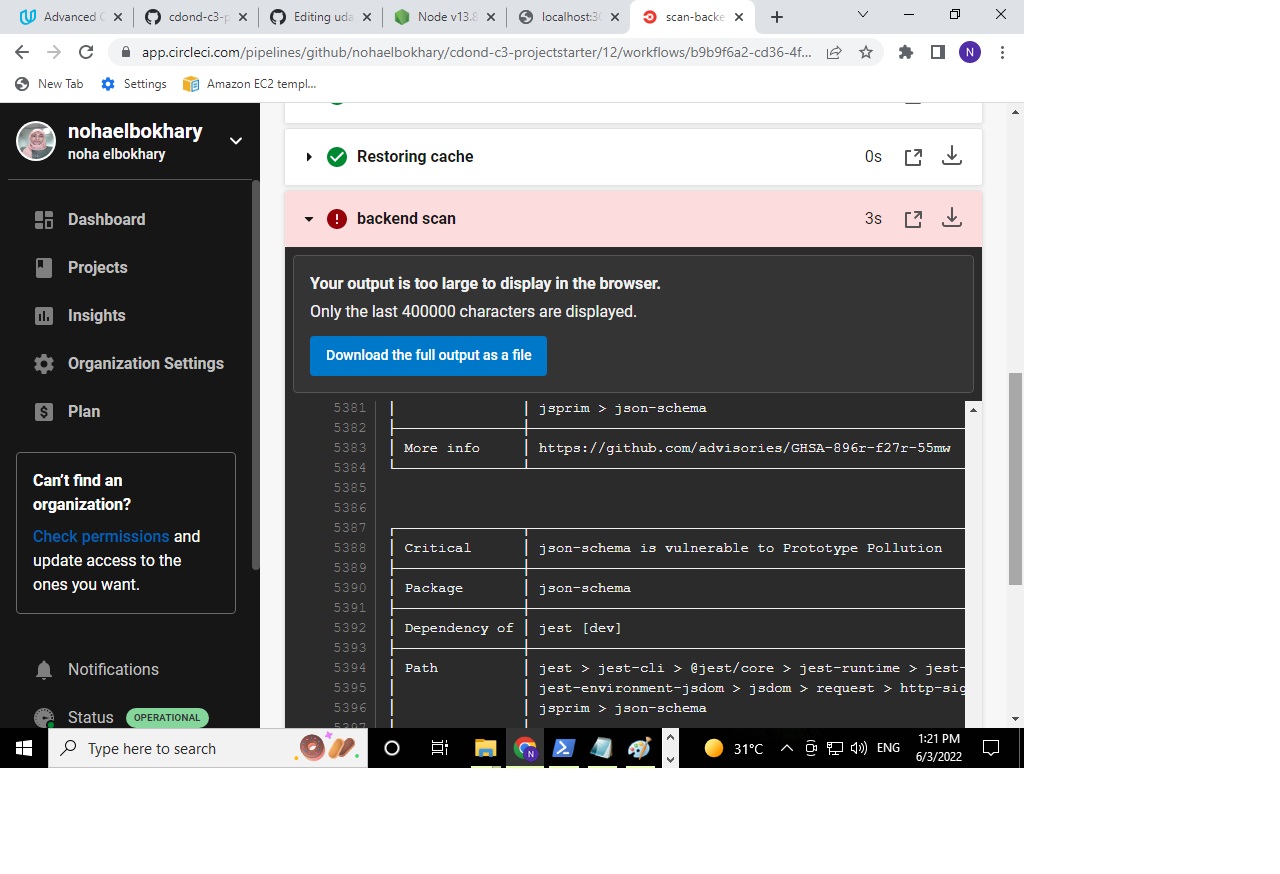 Advanced C
cdond-c3-p
Editing uda
Node v13.8
localhost:30
scan-backe
app.circleci.com/pipelines/github/nohaelbokhary/cdond-c3-projectstarter/12/workflows/b9b9f6a2-cd36-4f...
N
New Tab
Settings
Amazon EC2 templ...
nohaelbokhary
noha elbokhary
Dashboard
Projects
Insights
Organization Settings
Plan
Can't find an
organization?
Check permissions and
update access to the
ones you want.
Notifications
Status OPERATIONAL
Restoring cache 0s
backend scan 3s
Your output is too large to display in the browser.
Only the last 400000 characters are displayed.
Download the full output as a file
5381 jsprim > json-schema
5382
5383 More info https://github.com/advisories/GHSA-896r-f27r-55mw
5384
5385
5386
5387
5388 Critical json-schema is vulnerable to Prototype Pollution
5389
5390 Package json-schema
5391
5392 Dependency of jest [dev]
5393
5394 Path jest > jest-cli > @jest/core > jest-runtime > jest-
5395 jest-environment-jsdom > jsdom > request > http-sig
5396 jsprim > json-schema
5397
Type here to search
N
31°C
ENG
1:21 PM
6/3/2022